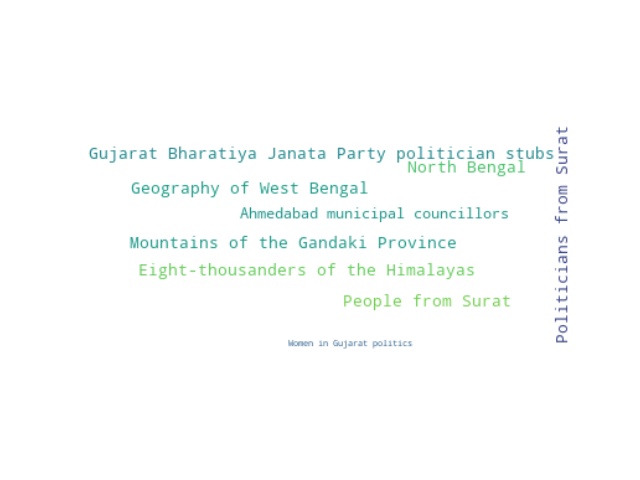 Gujarat Bharatiya Janata Party politician stubs
North Bengal
Geography of West Bengal
Ahmedabad municipal councillors
Mountains of the Gandaki Province
Eight-thousanders of the Himalayas
People from Surat
Women in Gujarat politics
Politicians from Surat